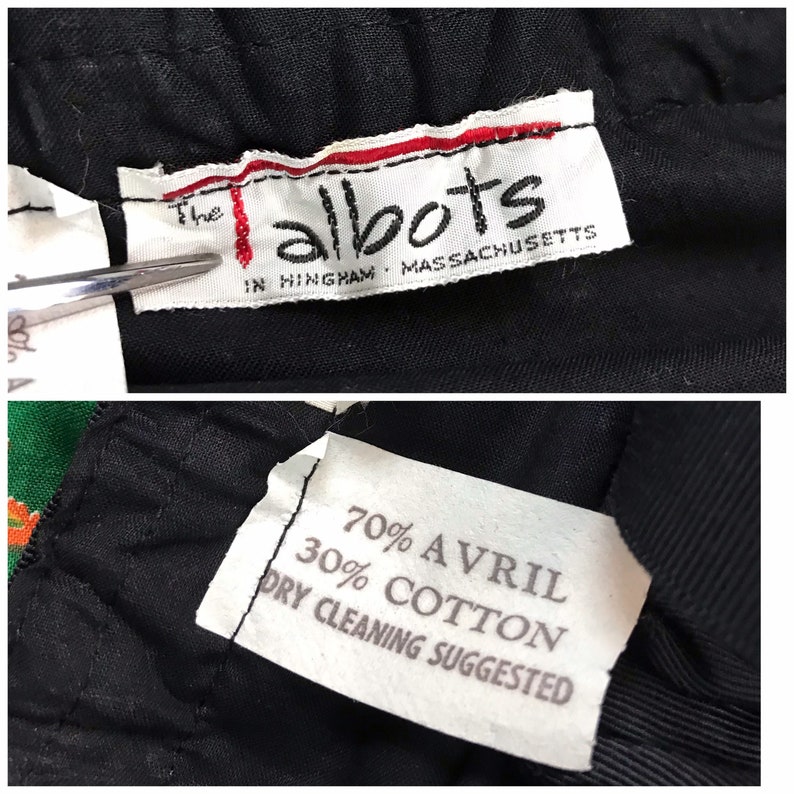 The Talbots
IN HINGHAM · MASSACHUSETTS
70% AVRIL
30% COTTON
DRY CLEANING SUGGESTED